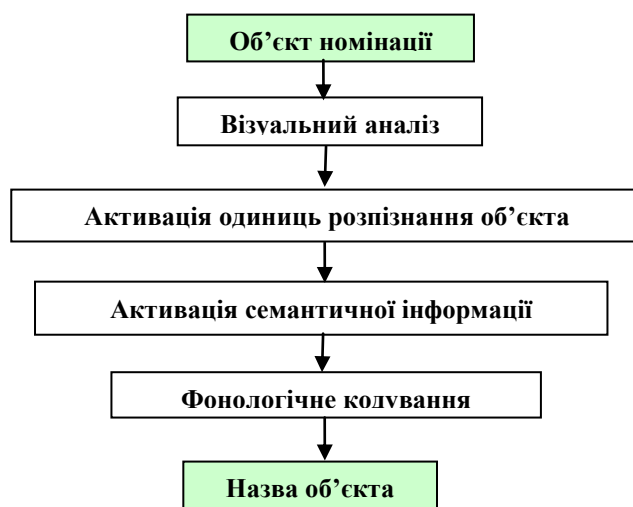 Об’єкт номінації
Візуальний аналіз
Активація одиниць розпізнання об’єкта
Активація семантичної інформації
Фонологічне кодування
Назва об’єкта